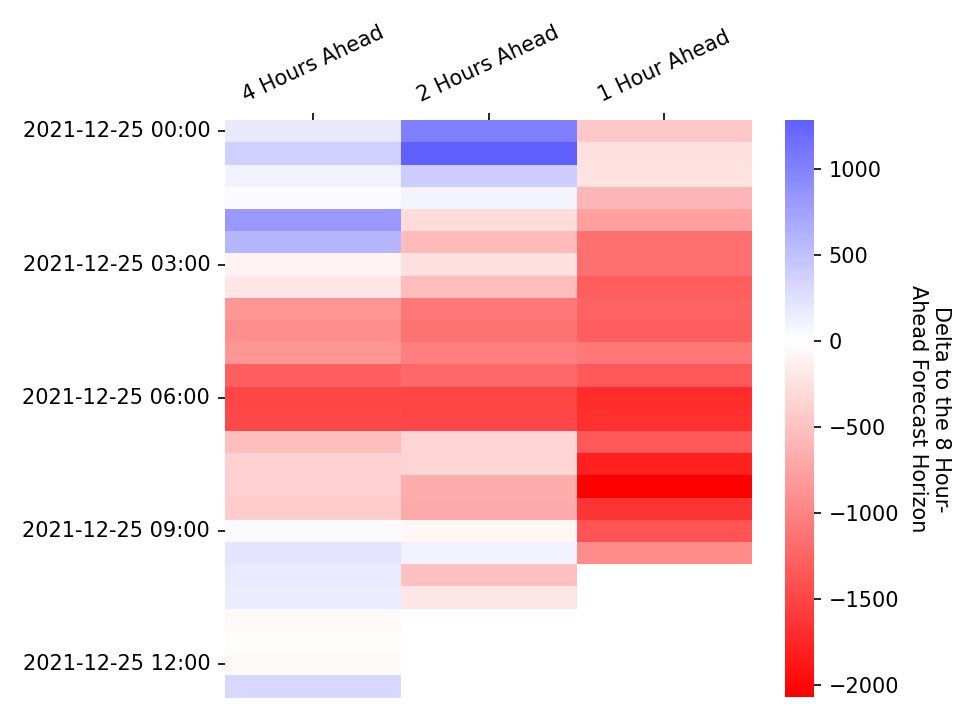 4 Hours Ahead
2 Hours Ahead
1 Hour Ahead
2021-12-25 00:00
2021-12-25 03:00
2021-12-25 06:00
2021-12-25 09:00
2021-12-25 12:00
1000
500
0
−500
−1000
−1500
−2000
Delta to the 8 Hour-
Ahead Forecast Horizon